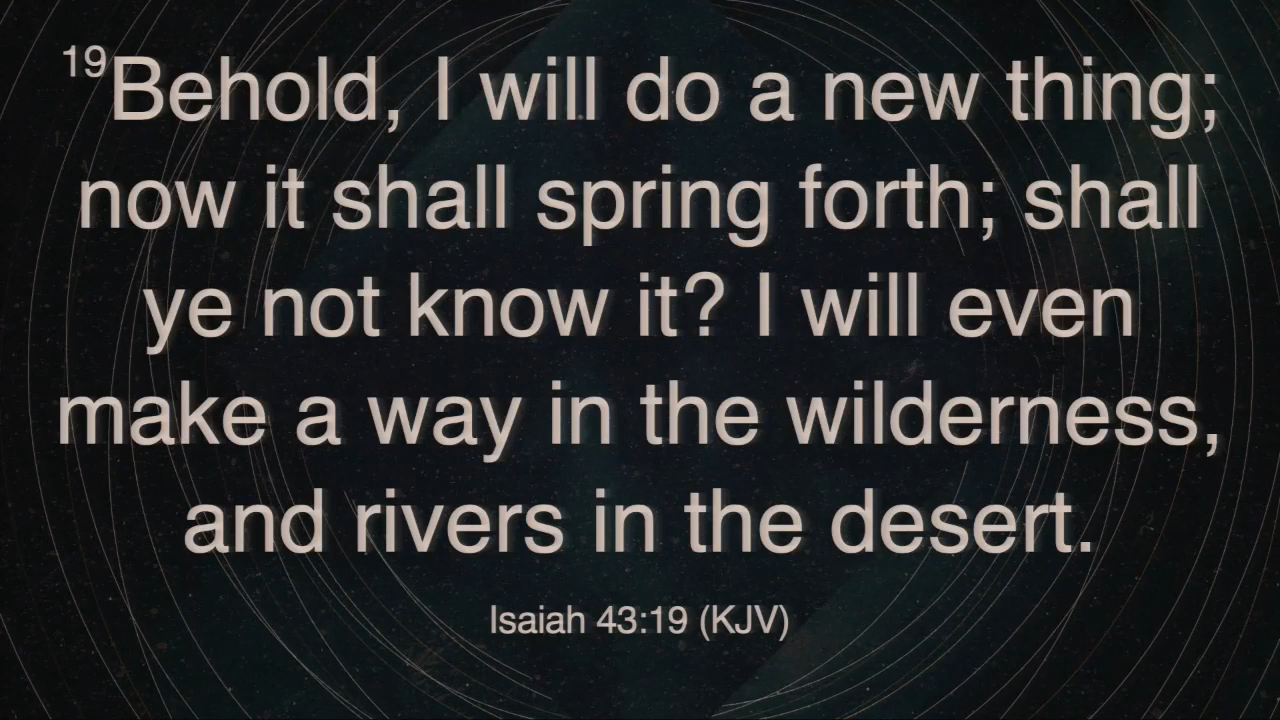 19Behold, I will do a new thing;
now it shall spring forth; shall
ye not know it? I will even
make a way in the wilderness,
and rivers in the desert.
Isaiah 43:19 (KJV)